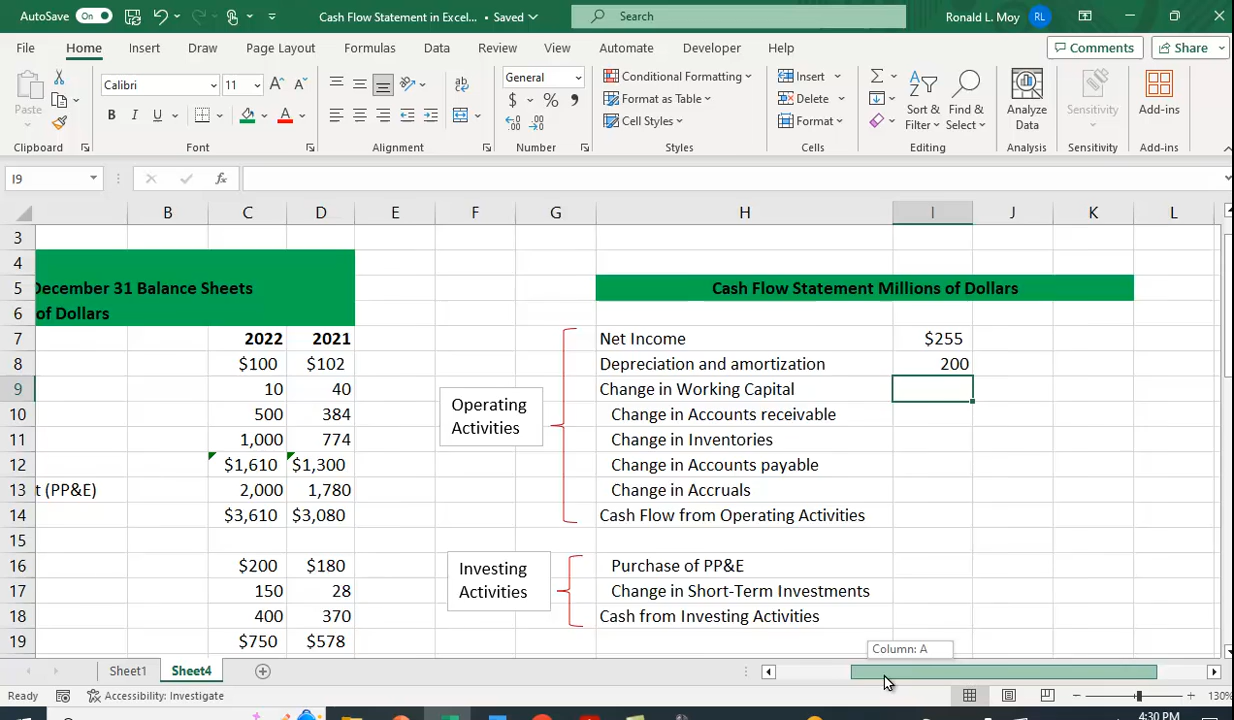 AutoSave On Cash Flow Statement in Excel... • Saved Search Ronald L. Moy RL
File Home Insert Draw Page Layout Formulas Data Review View Automate Developer Help Comments Share
Paste Calibri 11 General Conditional Formatting Insert Σ
B I U A $ % 9 Format as Table Delete Sort & Filter Find & Select Analyze Data Sensitivity Add-ins
Cell Styles Format
Clipboard Font Alignment Number Styles Cells Editing Analysis Sensitivity Add-ins
I9 fx
B C D E F G H I J K L
3
4
5 December 31 Balance Sheets Cash Flow Statement Millions of Dollars
6 of Dollars
7 2022 2021 Net Income $255
8 $100 $102 Depreciation and amortization 200
9 10 40 Change in Working Capital
Operating
Activities
10 500 384 Change in Accounts receivable
11 1,000 774 Change in Inventories
12 $1,610 $1,300 Change in Accounts payable
13 t (PP&E) 2,000 1,780 Change in Accruals
14 $3,610 $3,080 Cash Flow from Operating Activities
15
Investing
Activities
16 $200 $180 Purchase of PP&E
17 150 28 Change in Short-Term Investments
18 400 370 Cash from Investing Activities
19 $750 $578
Column: A
Sheet1 Sheet4
Ready Accessibility: Investigate 130%
4:30 PM